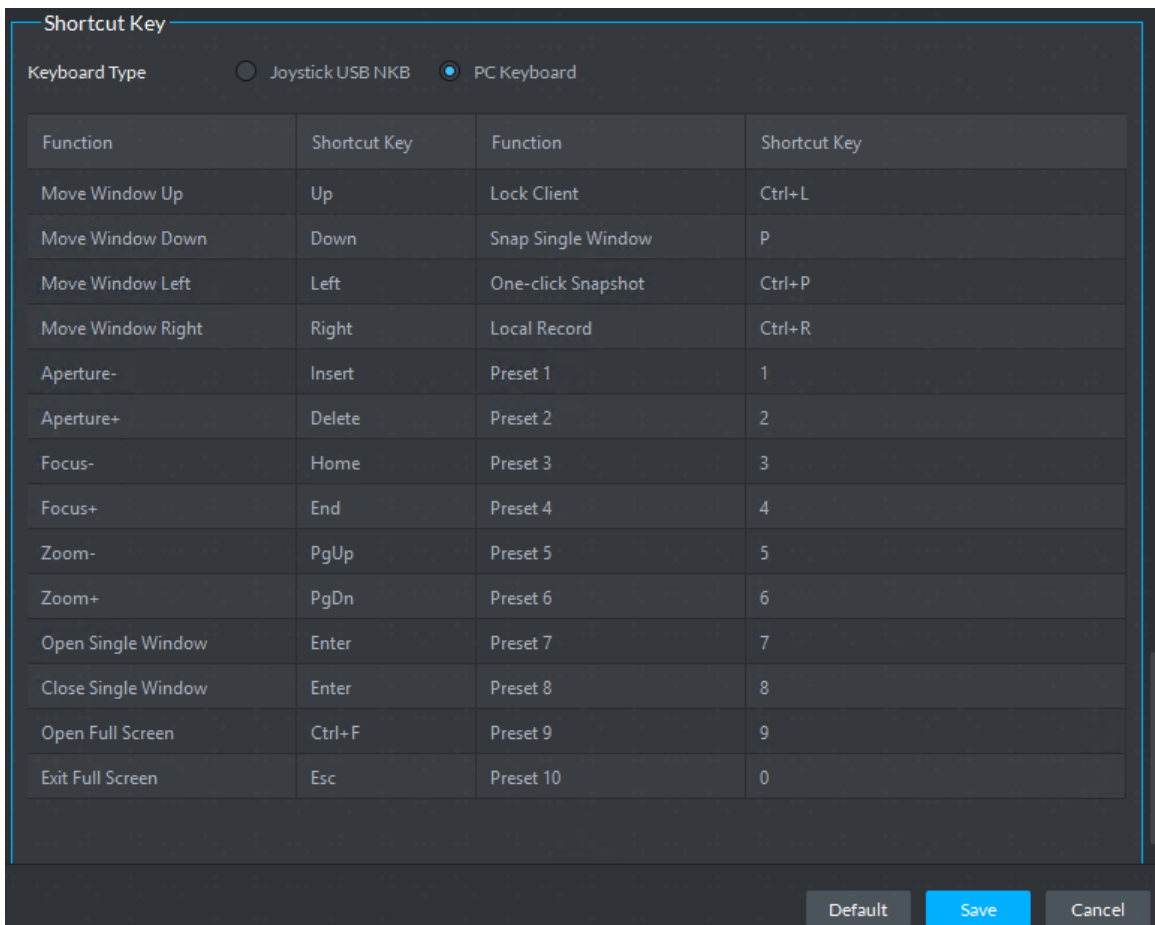 Shortcut Key
Keyboard Type Joystick USB NKB PC Keyboard
Function Shortcut Key Function Shortcut Key
Move Window Up Up Lock Client Ctrl+L
Move Window Down Down Snap Single Window P
Move Window Left Left One-click Snapshot Ctrl+P
Move Window Right Right Local Record Ctrl+R
Aperture- Insert Preset 1 1
Aperture+ Delete Preset 2 2
Focus- Home Preset 3 3
Focus+ End Preset 4 4
Zoom- PgUp Preset 5 5
Zoom+ PgDn Preset 6 6
Open Single Window Enter Preset 7 7
Close Single Window Enter Preset 8 8
Open Full Screen Ctrl+F Preset 9 9
Exit Full Screen Esc Preset 10 0
Default Save Cancel